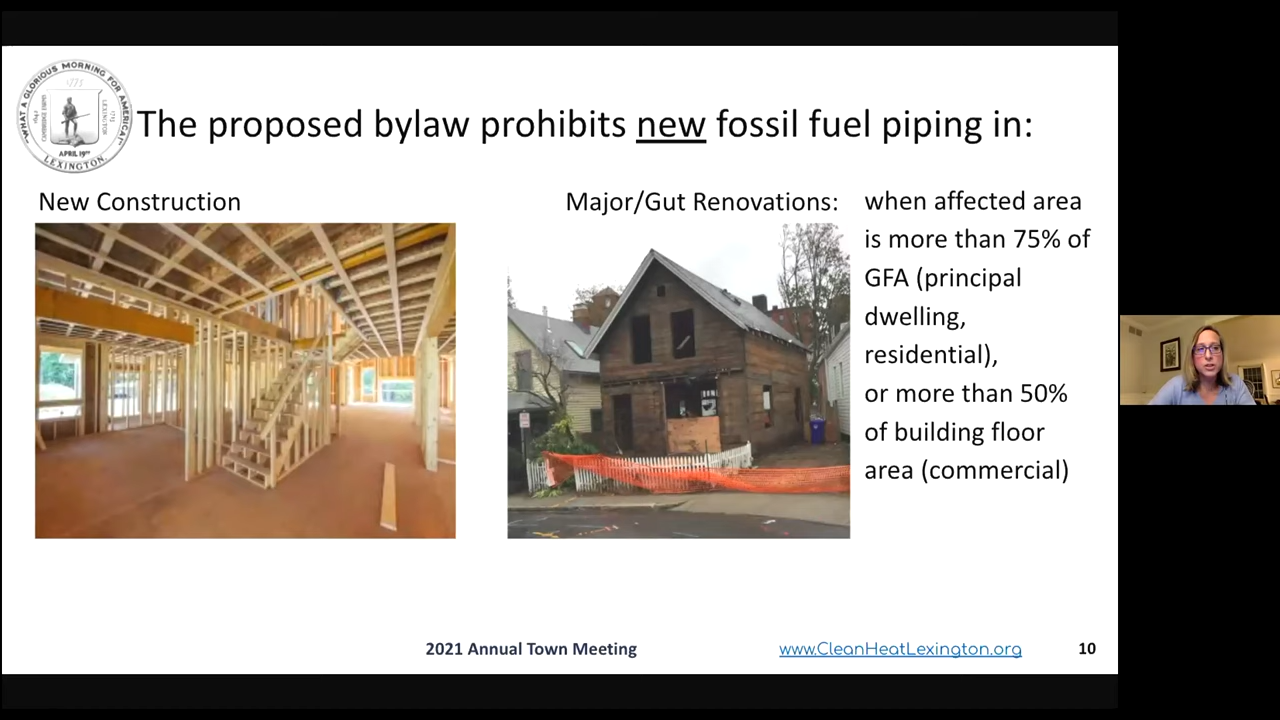 WHAT A GLORIOUS MORNING FOR AMERICA!
1775
APRIL 19TH
LEXINGTON
The proposed bylaw prohibits new fossil fuel piping in:
New Construction
Major/Gut Renovations:
when affected area
is more than 75% of
GFA (principal
dwelling,
residential),
or more than 50%
of building floor
area (commercial)
2021 Annual Town Meeting
www.CleanHeatLexington.org
10